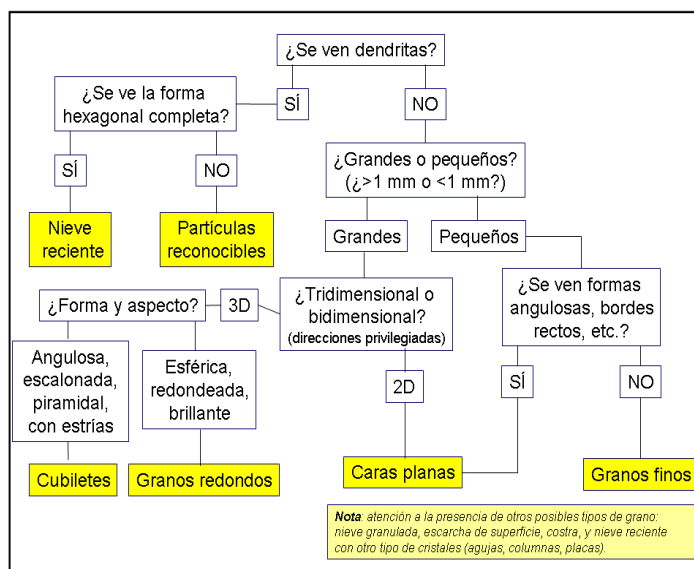 ¿Se ven dendritas?
¿Se ve la forma
hexagonal completa?
SÍ
NO
SÍ
NO
¿Grandes o pequeños?
(¿>1 mm o <1 mm?)
Nieve
reciente
Partículas
reconocibles
Grandes
Pequeños
¿Forma y aspecto?
3D
¿Tridimensional o
bidimensional?
(direcciones privilegiadas)
¿Se ven formas
angulosas, bordes
rectos, etc.?
Angulosa,
escalonada,
piramidal,
con estrías
Esférica,
redondeada,
brillante
2D
SÍ
NO
Cubiletes
Granos redondos
Caras planas
Granos finos
Nota: atención a la presencia de otros posibles tipos de grano:
nieve granulada, escarcha de superficie, costra, y nieve reciente
con otro tipo de cristales (agujas, columnas, placas).